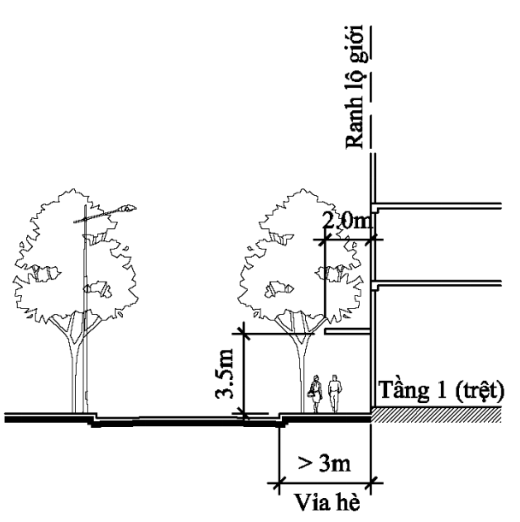 Ranh lộ giới
2.0m
3.5m
Tầng 1 (trệt)
> 3m
Vỉa hè